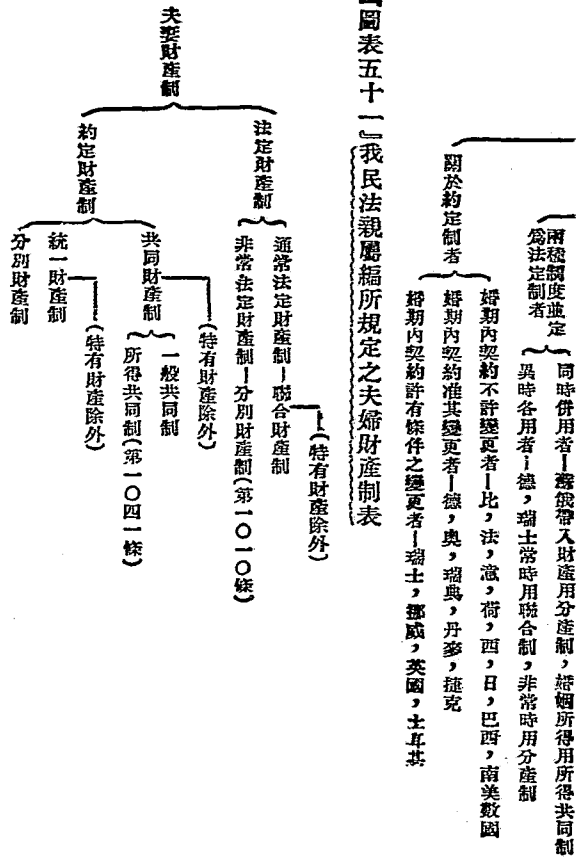 兩種制度並定
爲法定制者
同時併用者—蘇俄帶入財產用分產制,婚姻所得用所得共同制
異時各用者—德,瑞士常時用聯合制,非常時用分產制
關於約定制者
婚期內契約不許變更者—比,法,意,荷,西,日,巴西,南美數國
婚期內契約准其變更者—德,奧,瑞典,丹麥,捷克
婚期內契約許有條件之變更者—瑞士,挪威,英國,土耳其
圖表五十一』我民法親屬編所規定之夫婦財產制表
夫妻財產制
法定財產制
通常法定財產制—聯合財產制
(特有財產除外)
非常法定財產制—分別財產制(第一〇一〇條)
約定財產制
共同財產制
(特有財產除外)
一般共同制
所得共同制(第一〇四一條)
統一財產制
(特有財產除外)
分別財產制